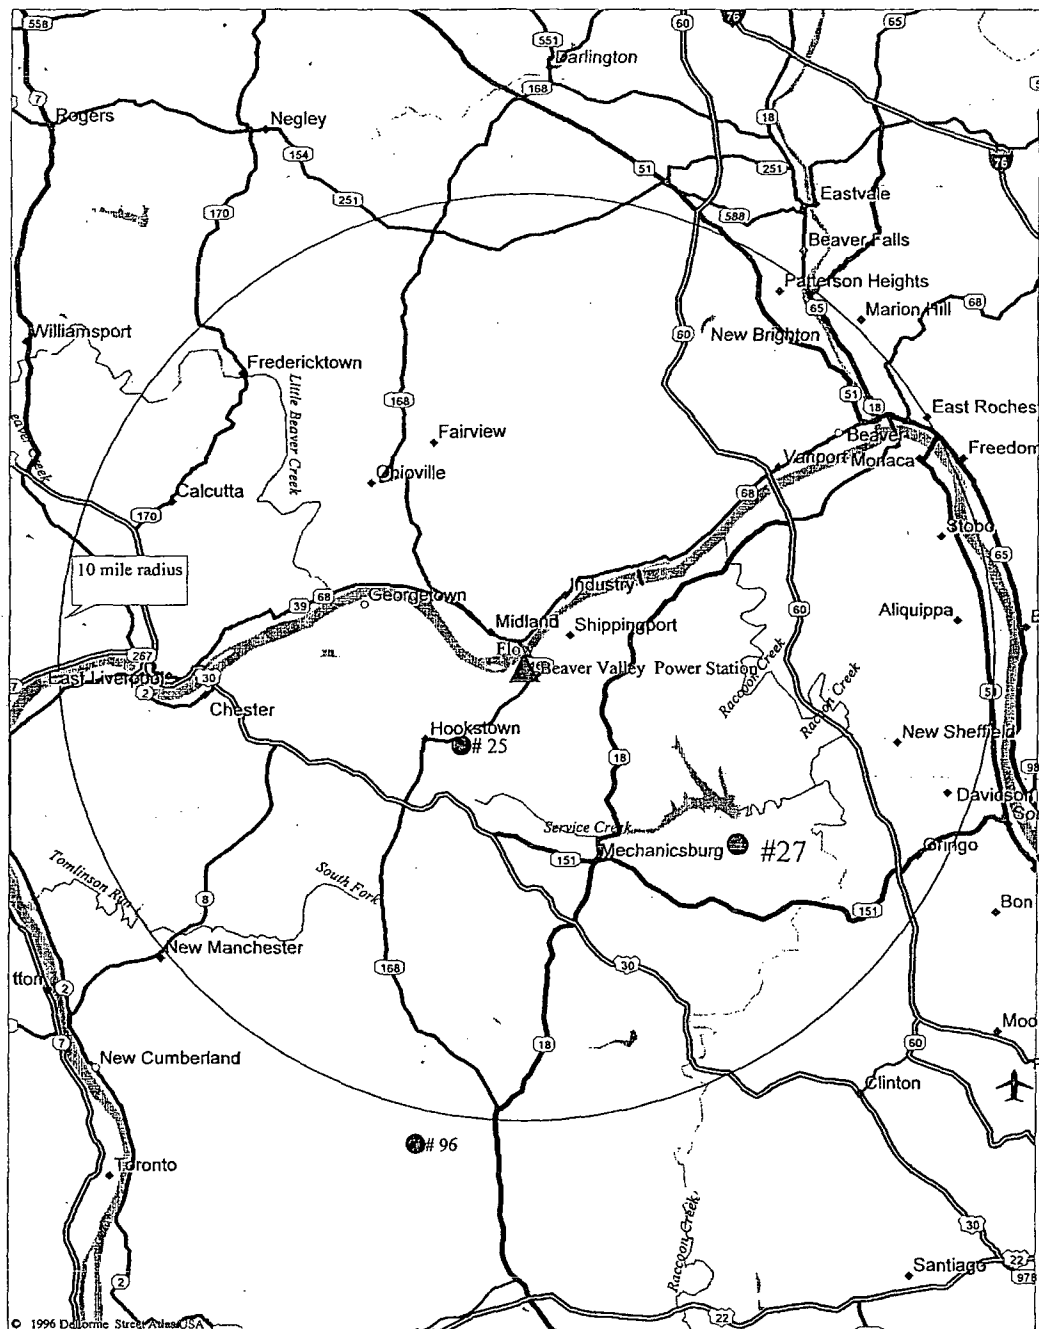 558
60
76
65
551
Darlington
7
168
Rogers
Negley
18
154
51
251
76
170
251
Eastvale
588
Beaver Falls
Patterson Heights
68
65
Marion Hill
Williamsport
60
New Brighton
Fredericktown
Little Beaver Creek
168
51
18
East Roches
Fairview
Beaver
Creek
Vanport
Monaca
Freedom
Ohioville
Calcutta
68
170
Stobo
65
10 mile radius
39
68
Georgetown
Industry
60
Midland
Shippingport
Aliquippa
Flo
267
Beaver Valley Power Station
East Liverpool
30
2
Raccoon Creek
Raccoon Creek
51
Chester
Hookstown
# 25
18
New Sheffield
Davidson
Service Creek
Mechanicsburg
#27
Gringo
151
Tomlinson Run
South Fork
8
151
Bon
New Manchester
168
30
tton
2
7
18
60
Moo
New Cumberland
Clinton
# 96
Toronto
Raccoon Creek
30
22
Santiago
978
2
22
© 1996 DeLorme Street Atlas USA